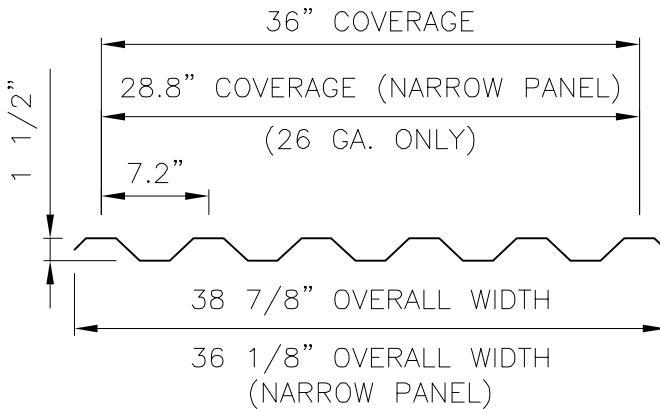 36” COVERAGE
28.8” COVERAGE (NARROW PANEL)
(26 GA. ONLY)
7.2”
1 1/2”
38 7/8” OVERALL WIDTH
36 1/8” OVERALL WIDTH
(NARROW PANEL)